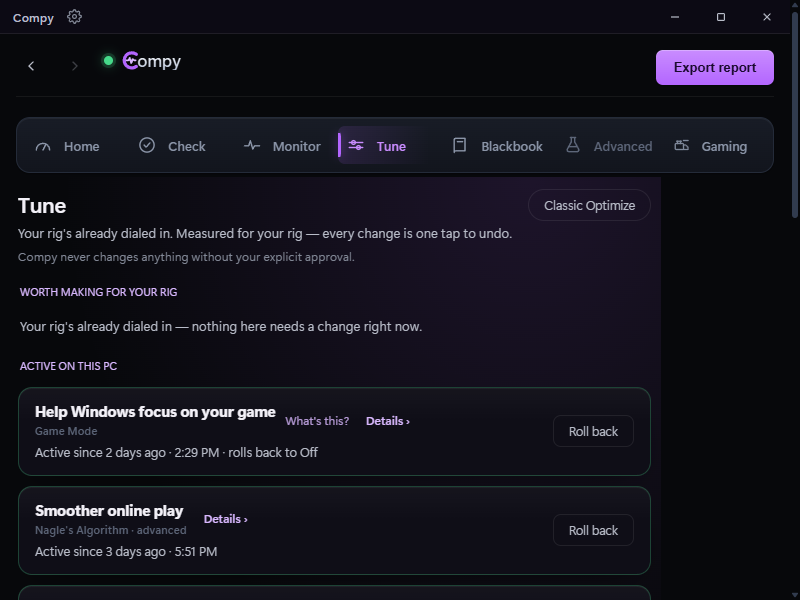 Compy
Compy
Export report
Home
Check
Monitor
Tune
Blackbook
Advanced
Gaming
Tune
Classic Optimize
Your rig's already dialed in. Measured for your rig — every change is one tap to undo.
Compy never changes anything without your explicit approval.
WORTH MAKING FOR YOUR RIG
Your rig's already dialed in — nothing here needs a change right now.
ACTIVE ON THIS PC
Help Windows focus on your game
What's this?
Details ›
Game Mode
Active since 2 days ago · 2:29 PM · rolls back to Off
Roll back
Smoother online play
Details ›
Nagle's Algorithm · advanced
Active since 3 days ago · 5:51 PM
Roll back